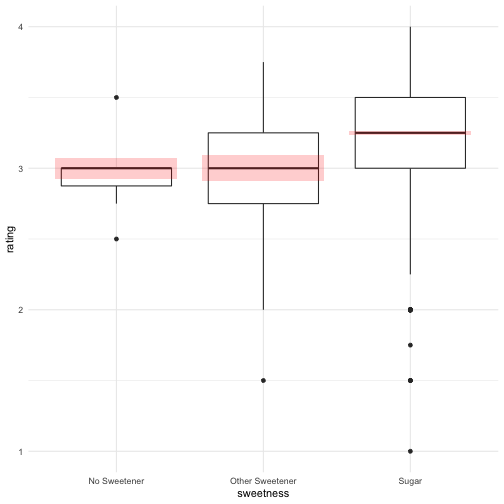 4
3
2
1
rating
No Sweetener
Other Sweetener
Sugar
sweetness